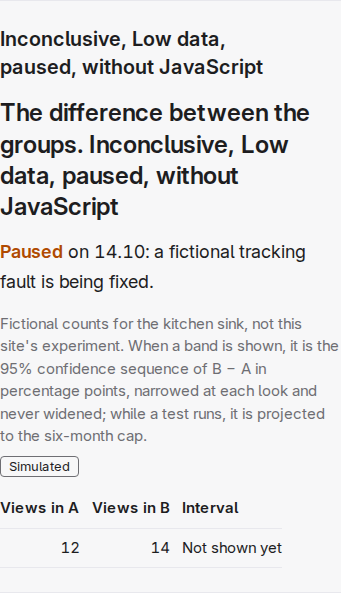 Inconclusive, Low data,
paused, without JavaScript
The difference between the
groups. Inconclusive, Low
data, paused, without
JavaScript
Paused on 14.10: a fictional tracking
fault is being fixed.
Fictional counts for the kitchen sink, not this
site's experiment. When a band is shown, it is the
95% confidence sequence of B − A in
percentage points, narrowed at each look and
never widened; while a test runs, it is projected
to the six-month cap.
Simulated
Views in A Views in B Interval
12 14 Not shown yet